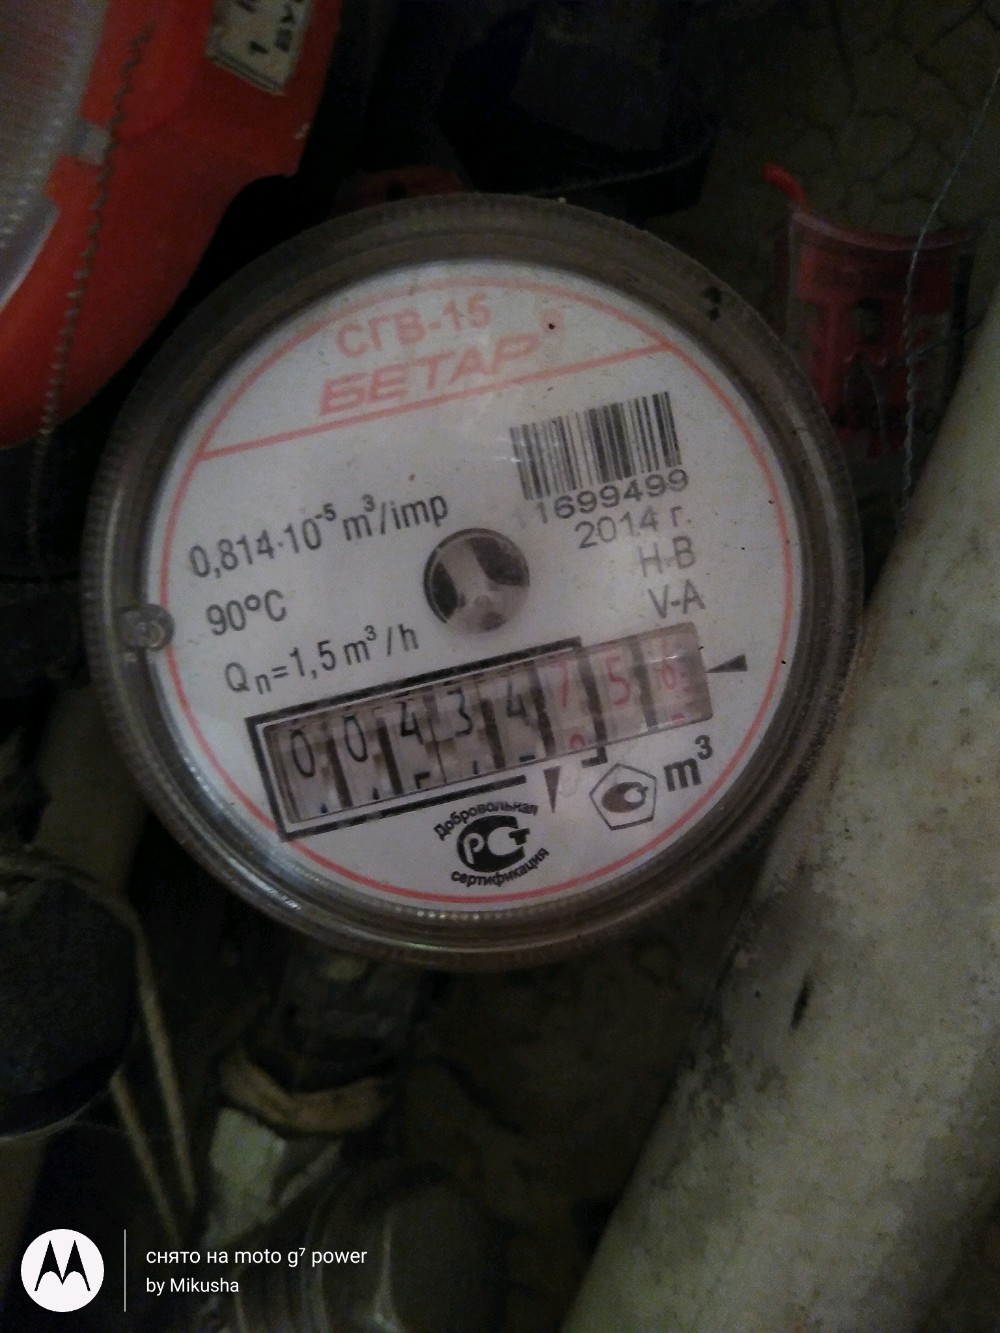 СГВ-15
БЕТАР
1699499
2014 г.
H-B
V-A
0,814·10⁻⁵ m³/imp
90°C
Qn=1,5 m³/h
0 0 4 3 4 7 5 6
m³
Добровольная
РСТ
сертификация
снято на moto g⁷ power
by Mikusha